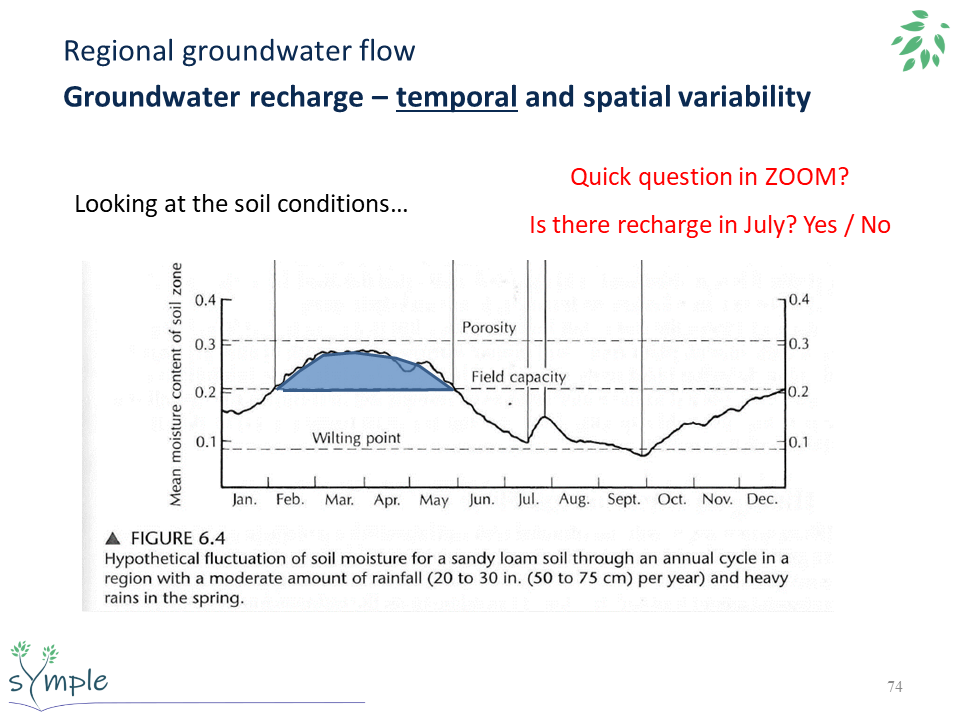 Regional groundwater flow
Groundwater recharge – temporal and spatial variability
Quick question in ZOOM?
Looking at the soil conditions…
Is there recharge in July? Yes / No
Mean moisture content of soil zone
0.4
0.4
Porosity
0.3
0.3
Field capacity
0.2
0.2
Wilting point
0.1
0.1
Jan. Feb. Mar. Apr. May Jun. Jul. Aug. Sept. Oct. Nov. Dec.
▲ FIGURE 6.4
Hypothetical fluctuation of soil moisture for a sandy loam soil through an annual cycle in a
region with a moderate amount of rainfall (20 to 30 in. (50 to 75 cm) per year) and heavy
rains in the spring.
sYmple
74